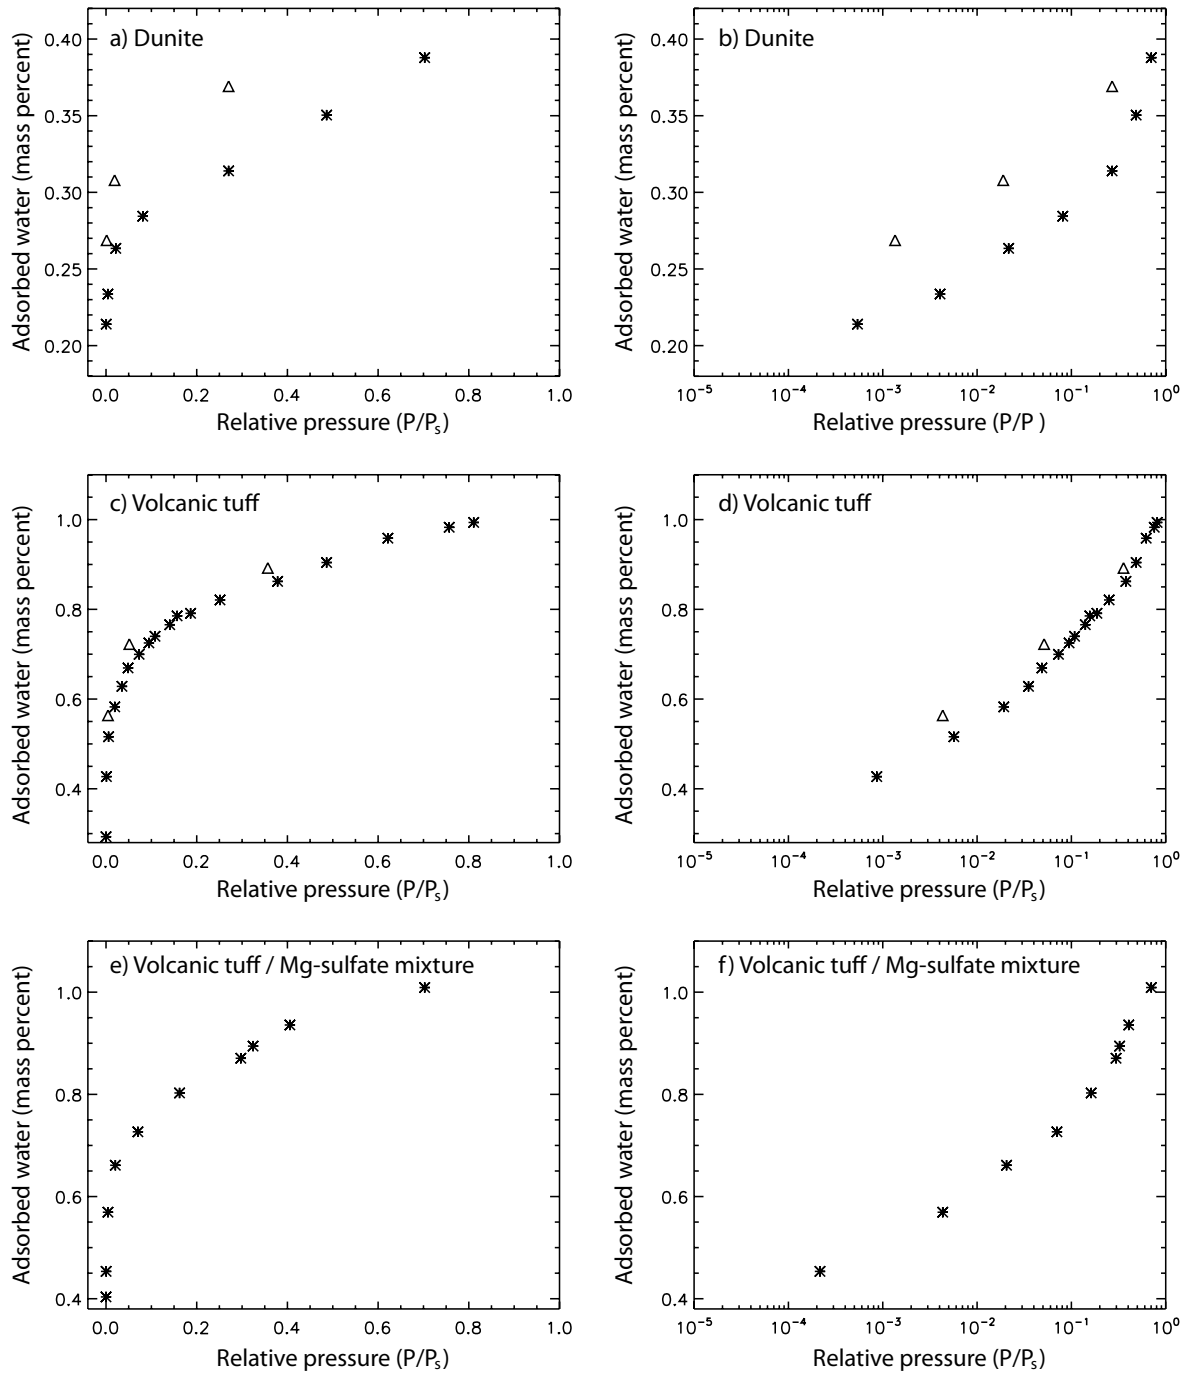 a) Dunite
0.40
0.35
0.30
0.25
0.20
Adsorbed water (mass percent)
0.0 0.2 0.4 0.6 0.8 1.0
Relative pressure (P/Pₛ)
b) Dunite
0.40
0.35
0.30
0.25
0.20
Adsorbed water (mass percent)
10⁻⁵ 10⁻⁴ 10⁻³ 10⁻² 10⁻¹ 10⁰
Relative pressure (P/P )
c) Volcanic tuff
1.0
0.8
0.6
0.4
Adsorbed water (mass percent)
0.0 0.2 0.4 0.6 0.8 1.0
Relative pressure (P/Pₛ)
d) Volcanic tuff
1.0
0.8
0.6
0.4
Adsorbed water (mass percent)
10⁻⁵ 10⁻⁴ 10⁻³ 10⁻² 10⁻¹ 10⁰
Relative pressure (P/Pₛ)
e) Volcanic tuff / Mg-sulfate mixture
1.0
0.8
0.6
0.4
Adsorbed water (mass percent)
0.0 0.2 0.4 0.6 0.8 1.0
Relative pressure (P/Pₛ)
f) Volcanic tuff / Mg-sulfate mixture
1.0
0.8
0.6
0.4
Adsorbed water (mass percent)
10⁻⁵ 10⁻⁴ 10⁻³ 10⁻² 10⁻¹ 10⁰
Relative pressure (P/Pₛ)